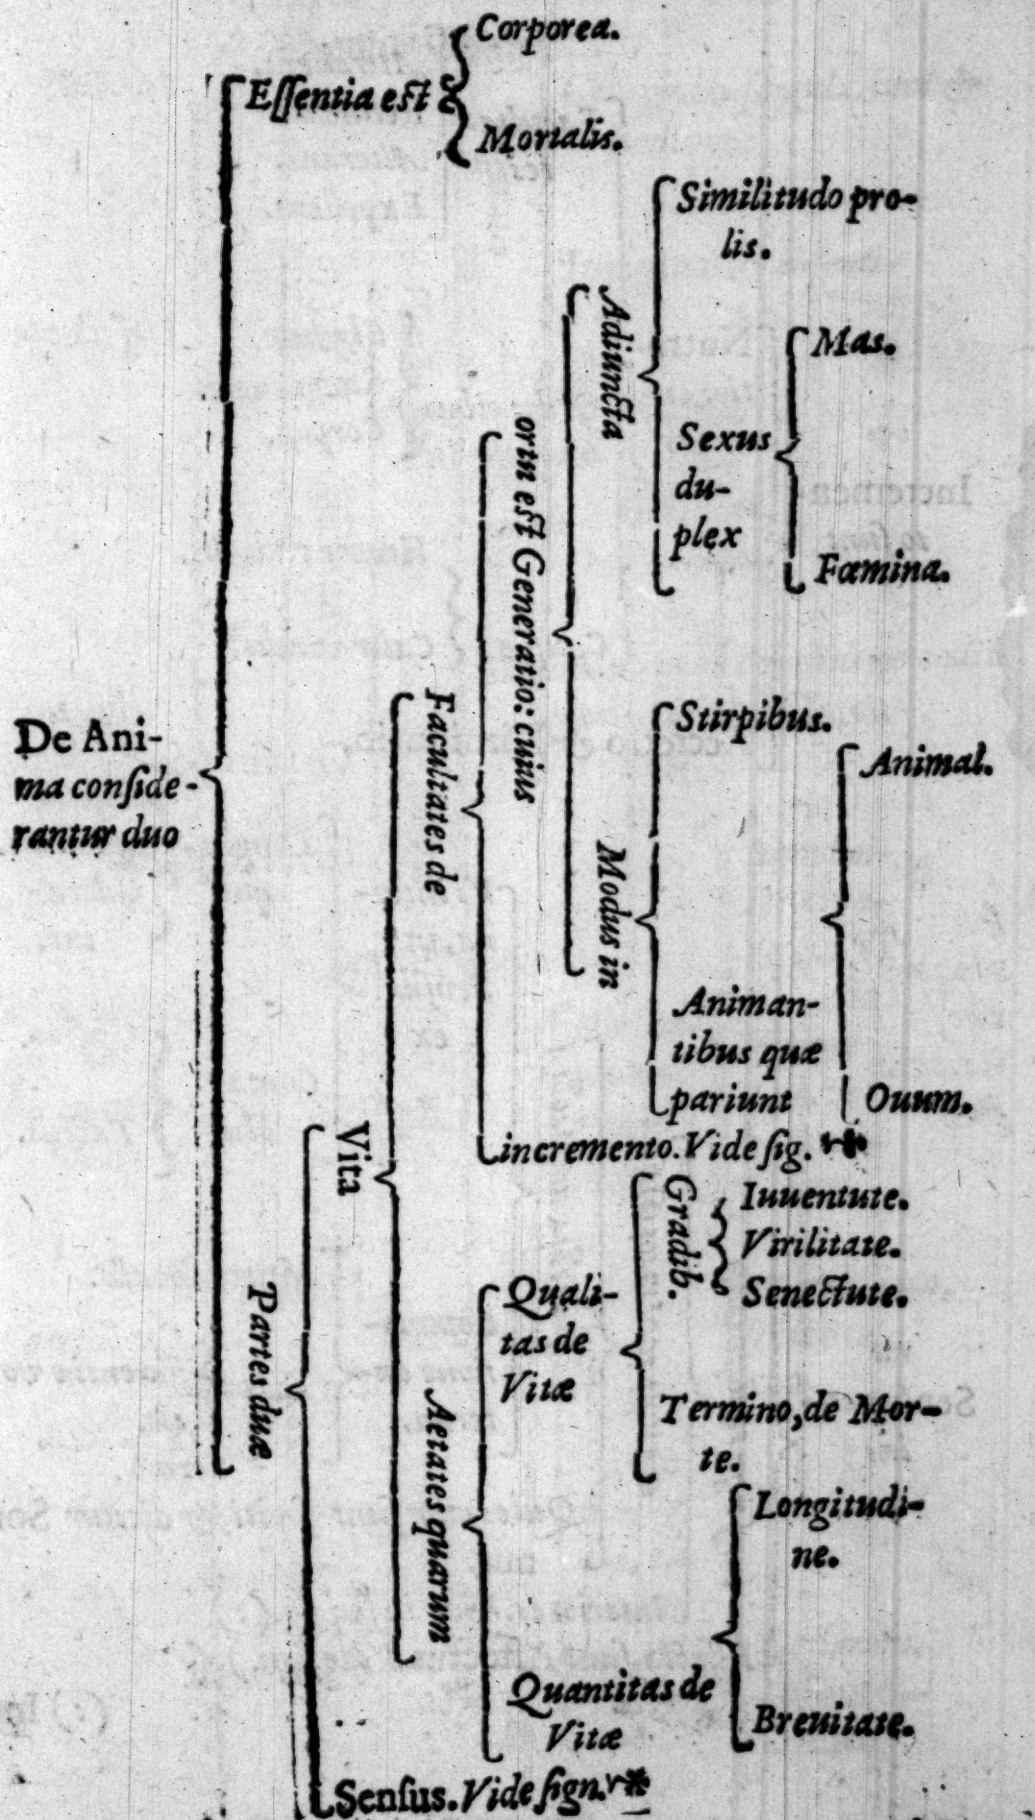 Corporea.
Eſſentia eſt
Mortalis.
Similitudo pro-
lis.
Adiuncta
Mas.
Sexus
du-
plex
Fœmina.
ortu eſt Generatio: cuius
Facultates de
Stirpibus.
De Ani-
ma conſide-
rantur duo
Animal.
Modus in
Animan-
tibus quæ
pariunt
Ouum.
incremento. Vide ſig. **
Vita
Gradib.
Iuuentute.
Virilitate.
Senectute.
Quali-
tas de
Vitæ
Partes duæ
Termino, de Mor-
te.
Aetates quarum
Longitudi-
ne.
Quantitas de
Vitæ
Breuitate.
Senſus. Vide ſign. *